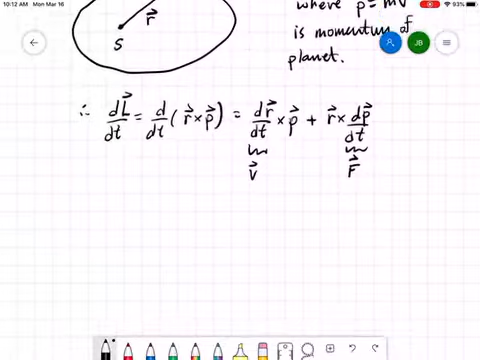 10:12 AM Mon Mar 16
93%
where p⃗ = mv⃗
is momentum of
planet.
JB
r⃗
S
∴ dL⃗/dt = d/dt (r⃗ × p⃗) = dr⃗/dt × p⃗ + r⃗ × dp⃗/dt
v⃗ F⃗